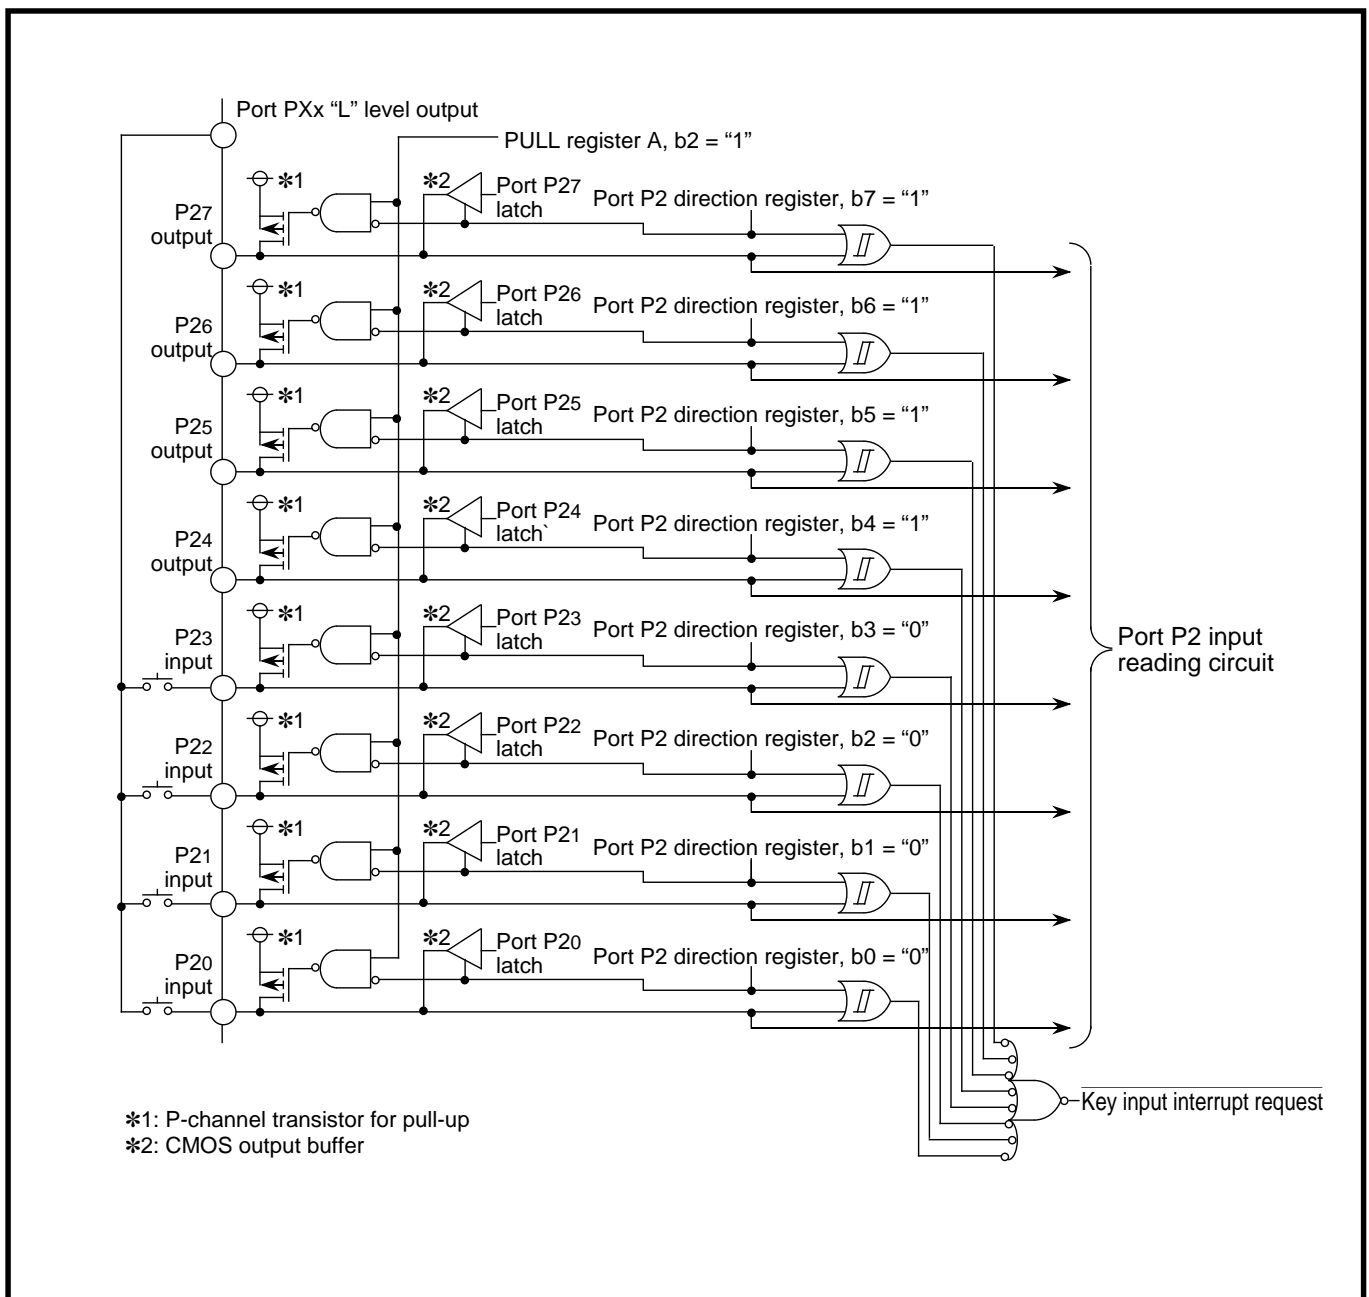 Port PXx “L” level output
PULL register A, b2 = “1”
✽1
✽2
Port P27
latch
Port P2 direction register, b7 = “1”
P27
output
✽1
✽2
Port P26
latch
Port P2 direction register, b6 = “1”
P26
output
✽1
✽2
Port P25
latch
Port P2 direction register, b5 = “1”
P25
output
✽1
✽2
Port P24
latch`
Port P2 direction register, b4 = “1”
P24
output
✽1
✽2
Port P23
latch
Port P2 direction register, b3 = “0”
P23
input
Port P2 input
reading circuit
✽1
✽2
Port P22
latch
Port P2 direction register, b2 = “0”
P22
input
✽1
✽2
Port P21
latch
Port P2 direction register, b1 = “0”
P21
input
✽1
✽2
Port P20
latch
Port P2 direction register, b0 = “0”
P20
input
Key input interrupt request
✽1: P-channel transistor for pull-up
✽2: CMOS output buffer